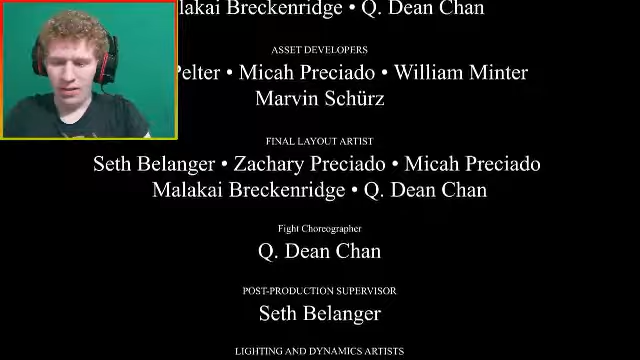 lakai Breckenridge • Q. Dean Chan
ASSET DEVELOPERS
Pelter • Micah Preciado • William Minter
Marvin Schürz
FINAL LAYOUT ARTIST
Seth Belanger • Zachary Preciado • Micah Preciado
Malakai Breckenridge • Q. Dean Chan
Fight Choreographer
Q. Dean Chan
POST-PRODUCTION SUPERVISOR
Seth Belanger
LIGHTING AND DYNAMICS ARTISTS